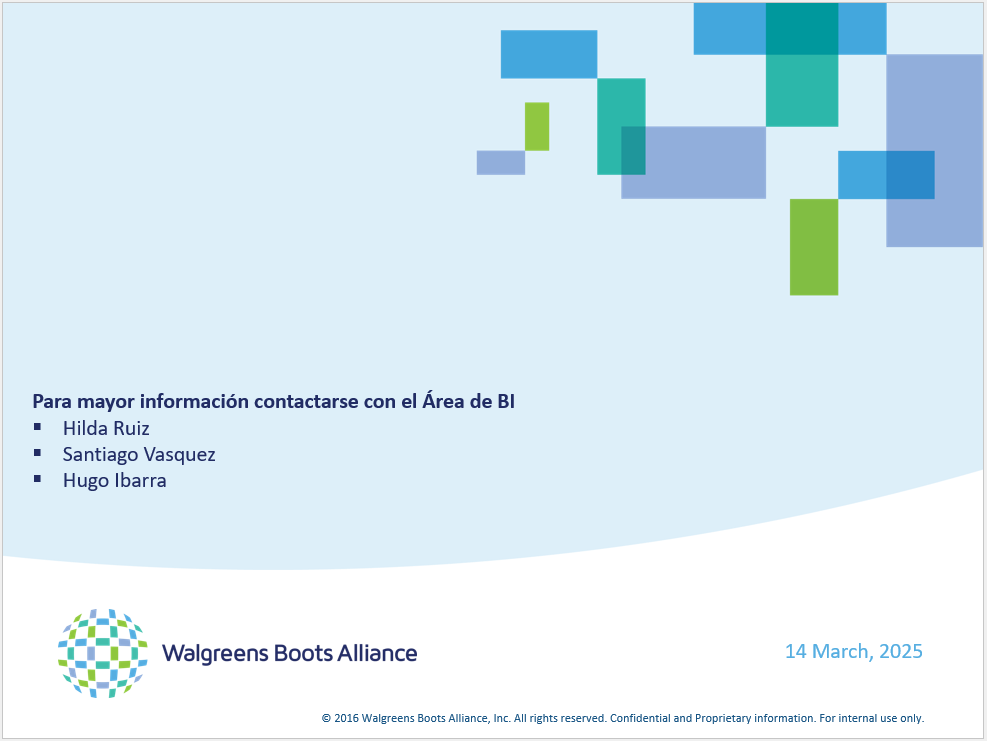 Para mayor información contactarse con el Área de BI
▪ Hilda Ruiz
▪ Santiago Vasquez
▪ Hugo Ibarra
Walgreens Boots Alliance
14 March, 2025
© 2016 Walgreens Boots Alliance, Inc. All rights reserved. Confidential and Proprietary information. For internal use only.